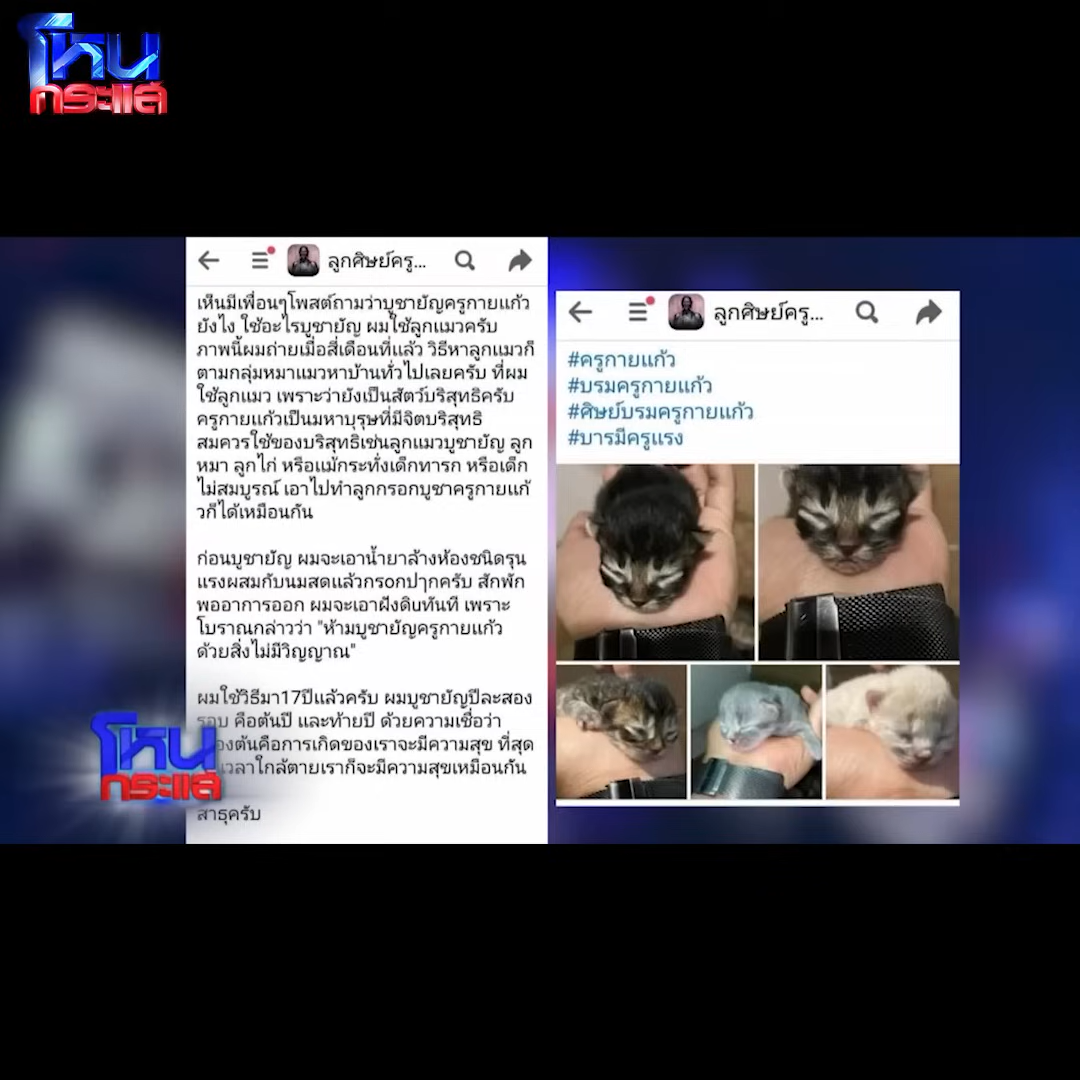 โหน
กระแส
ลูกศิษย์ครู...
เห็นมีเพื่อนๆโพสต์ถามว่าบูชายัญครูกายแก้ว
ยังไง ใช้อะไรบูชายัญ ผมใช้ลูกแมวครับ
ภาพนี้ผมถ่ายเมื่อสี่เดือนที่แล้ว วิธีหาลูกแมวก็
ตามกลุ่มหมาแมวหาบ้านทั่วไปเลยครับ ที่ผม
ใช้ลูกแมว เพราะว่ายังเป็นสัตว์บริสุทธิครับ
ครูกายแก้วเป็นมหาบุรุษที่มีจิตบริสุทธิ
สมควรใช้ของบริสุทธิเช่นลูกแมวบูชายัญ ลูก
หมา ลูกไก่ หรือแม้กระทั่งเด็กทารก หรือเด็ก
ไม่สมบูรณ์ เอาไปทำลูกกรอกบูชาครูกายแก้
วก็ได้เหมือนกัน
ก่อนบูชายัญ ผมจะเอาน้ำยาล้างห้องชนิดรุน
แรงผสมกับนมสดแล้วกรoกปๅกครับ สักพัก
พออาการออก ผมจะเอาฝังดินทันที เพราะ
โบราณกล่าวว่า "ห้ามบูชายัญครูกายแก้ว
ด้วยสิ่งไม่มีวิญญาณ"
ผมใช้วิธีมา17ปีแล้วครับ ผมบูชายัญปีละสอง
รอบ คือต้นปี และท้ายปี ด้วยความเชื่อว่า
องต้นคือการเกิดของเราจะมีความสุข ที่สุด
เวลาใกล้ตายเราก็จะมีความสุขเหมือนกัน
สาธุครับ
โหน
กระแส
ลูกศิษย์ครู...
#ครูกายแก้ว
#บรมครูกายแก้ว
#ศิษย์บรมครูกายแก้ว
#บารมีครูแรง